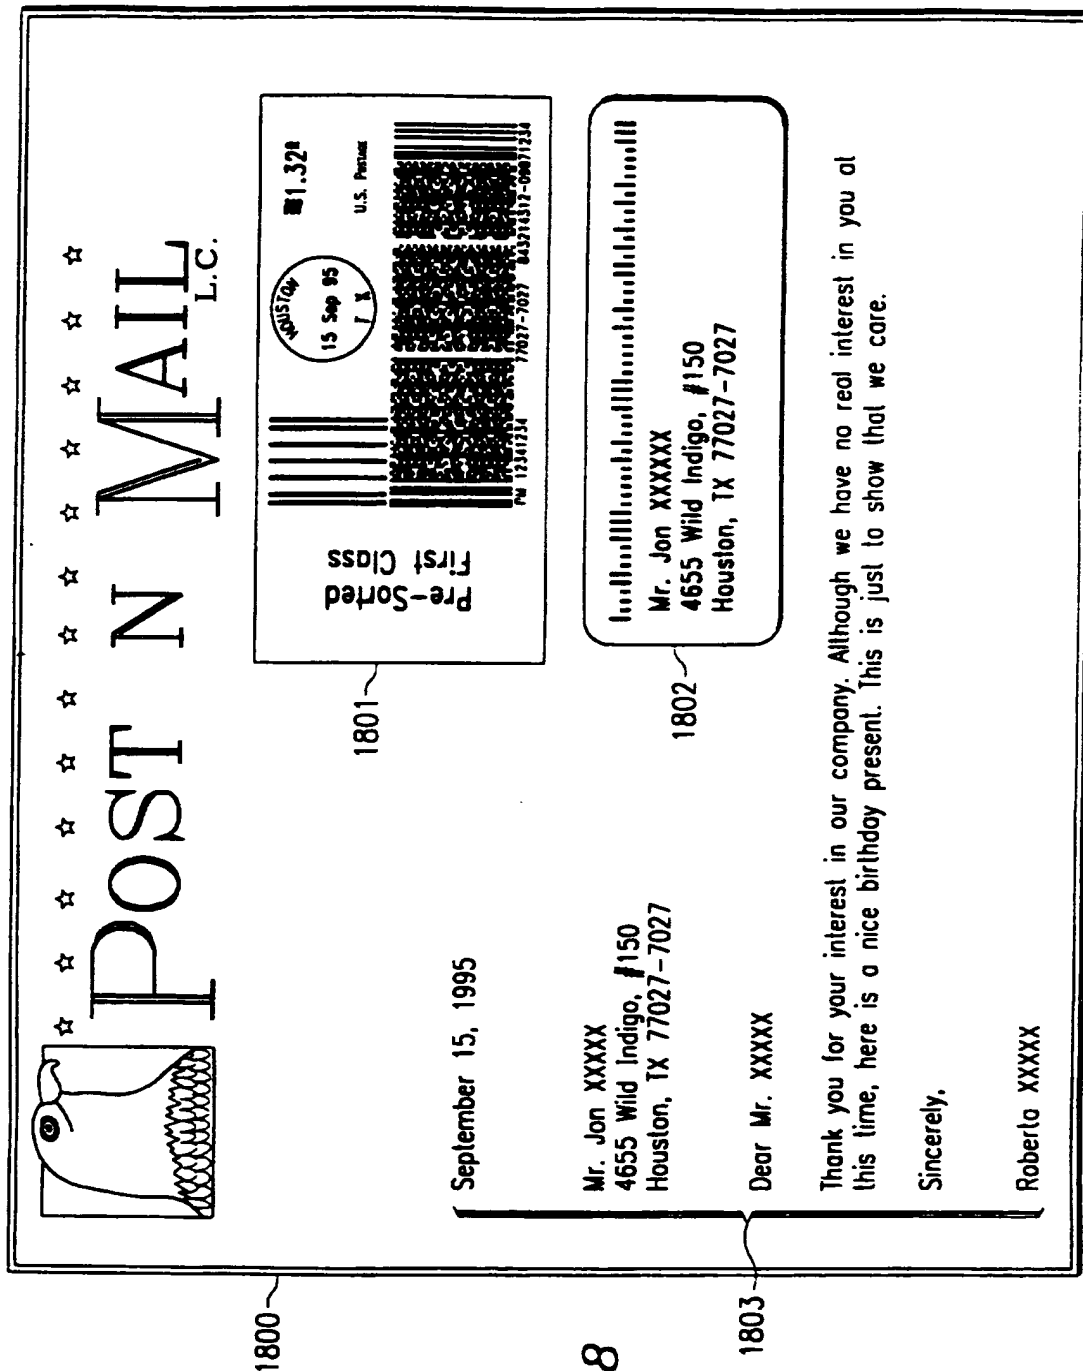 POST N MAIL
L.C.
1800
1801
Pre-Sorted
First Class
HOUSTON
15 Sep 95
TX
1.32
U.S. POSTAGE
PM 12341234 77027-7027
1802
Mr. Jon XXXXXX
4655 Wild Indigo, #150
Houston, TX 77027-7027
September 15, 1995
Mr. Jon XXXXX
4655 Wild Indigo, #150
Houston, TX 77027-7027
Dear Mr. XXXXX
Thank you for your interest in our company. Although we have no real interest in you at
this time, here is a nice birthday present. This is just to show that we care.
Sincerely,
Roberta XXXXX
1803
8